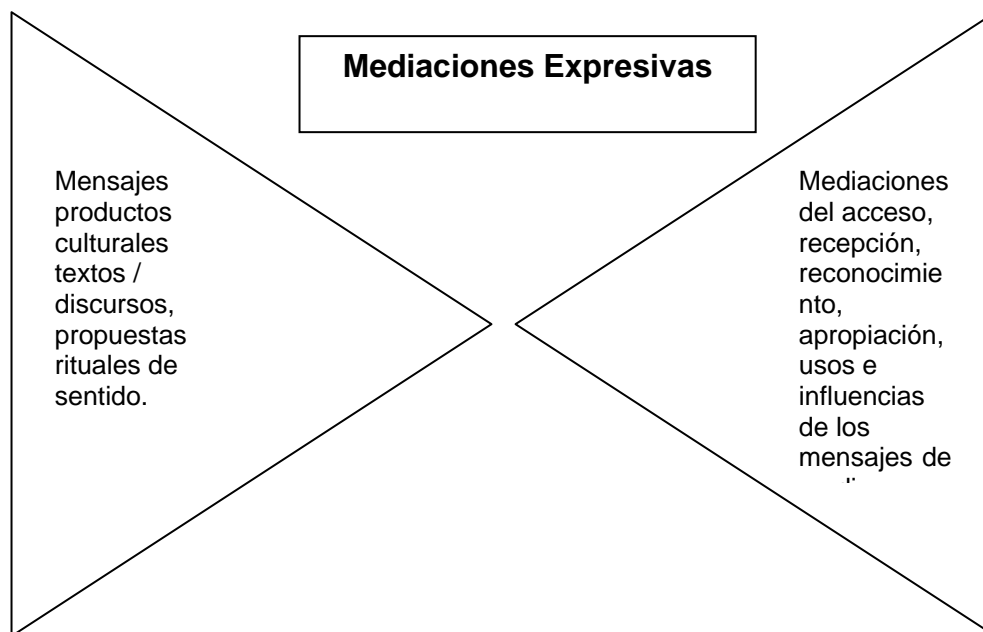 Mediaciones Expresivas
Mensajes
productos
culturales
textos /
discursos,
propuestas
rituales de
sentido.
Mediaciones
del acceso,
recepción,
reconocimie
nto,
apropiación,
usos e
influencias
de los
mensajes de